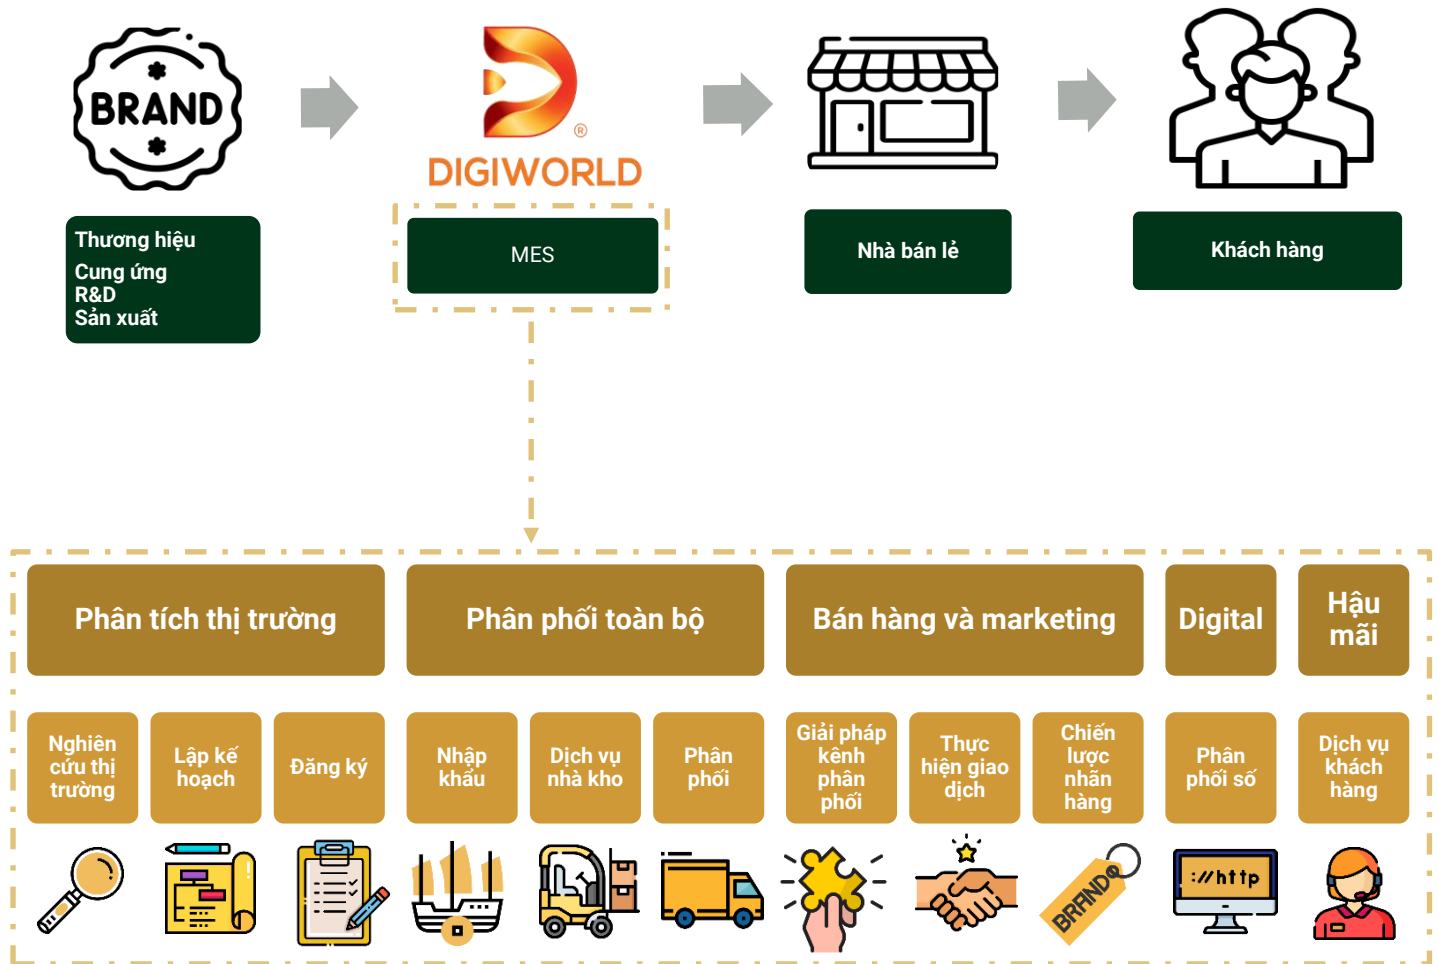 BRAND
®
DIGIWORLD
Thương hiệu
Cung ứng
R&D
Sản xuất
MES
Nhà bán lẻ
Khách hàng
Phân tích thị trường
Phân phối toàn bộ
Bán hàng và marketing
Digital
Hậu
mãi
Nghiên
cứu thị
trường
Lập kế
hoạch
Đăng ký
Nhập
khẩu
Dịch vụ
nhà kho
Phân
phối
Giải pháp
kênh
phân
phối
Thực
hiện giao
dịch
Chiến
lược
nhãn
hàng
Phân
phối số
Dịch vụ
khách
hàng
BRAND
://http